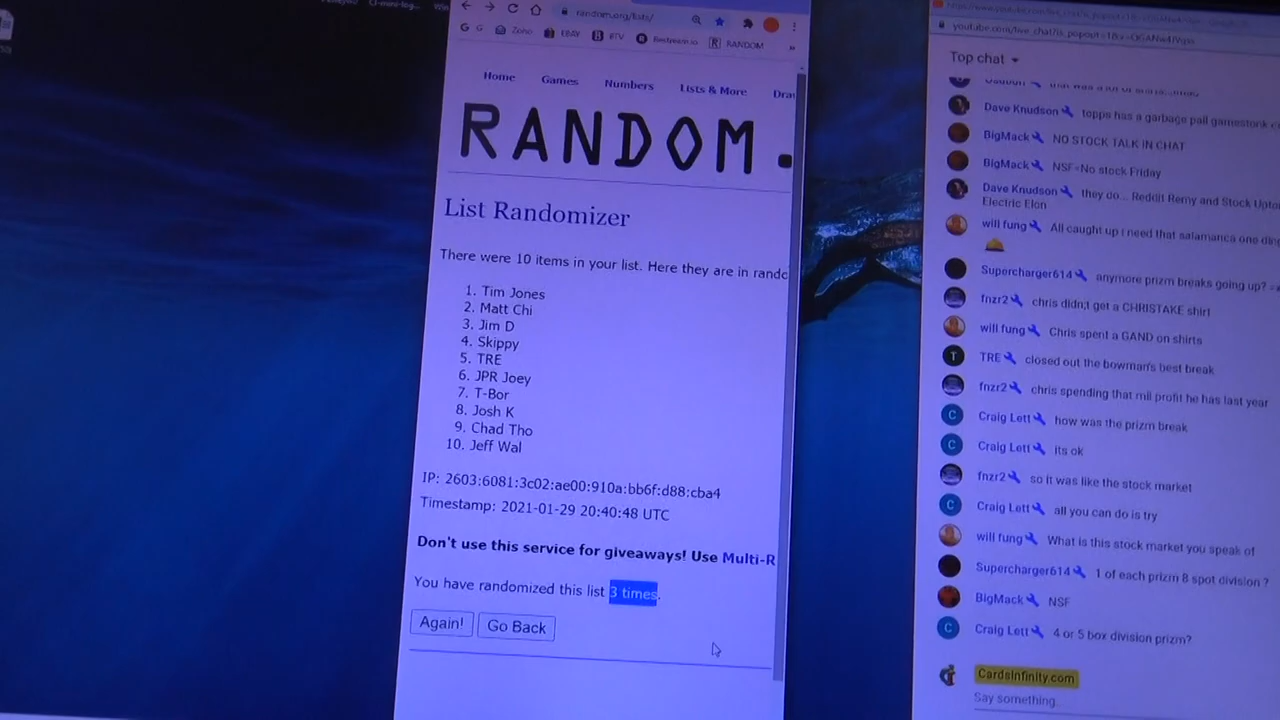 random.org/lists/
Zoho EBAY BTV Restream.io RANDOM
Home Games Numbers Lists & More
RANDOM.
List Randomizer
There were 10 items in your list. Here they are in
1. Tim Jones
2. Matt Chi
3. Jim D
4. Skippy
5. TRE
6. JPR Joey
7. T-Bor
8. Josh K
9. Chad Tho
10. Jeff Wal
IP: 2603:6081:3c02:ae00:910a:bb6f:d88:cba4
Timestamp: 2021-01-29 20:40:48 UTC
Don't use this service for giveaways! Use Multi-R
You have randomized this list 3 times.
Again! Go Back
Top chat
Dave Knudson topps has a garbage pail gamestonk
BigMack NO STOCK TALK IN CHAT
BigMack NSF=No stock Friday
Dave Knudson they do... Reddit Remy and Stock
Electric Elon
will fung All caught up i need that salamanca one
Supercharger614 anymore prizm breaks going up?
fnzr2 chris didn;t get a CHRISTAKE shirt
will fung Chris spent a GAND on shirts
TRE closed out the bowman's best break
fnzr2 chris spending that mil profit he has last year
Craig Lett how was the prizm break
Craig Lett its ok
fnzr2 so it was like the stock market
Craig Lett all you can do is try
will fung What is this stock market you speak of
Supercharger614 1 of each prizm 8 spot division ?
BigMack NSF
Craig Lett 4 or 5 box division prizm?
CardsInfinity.com
Say something...